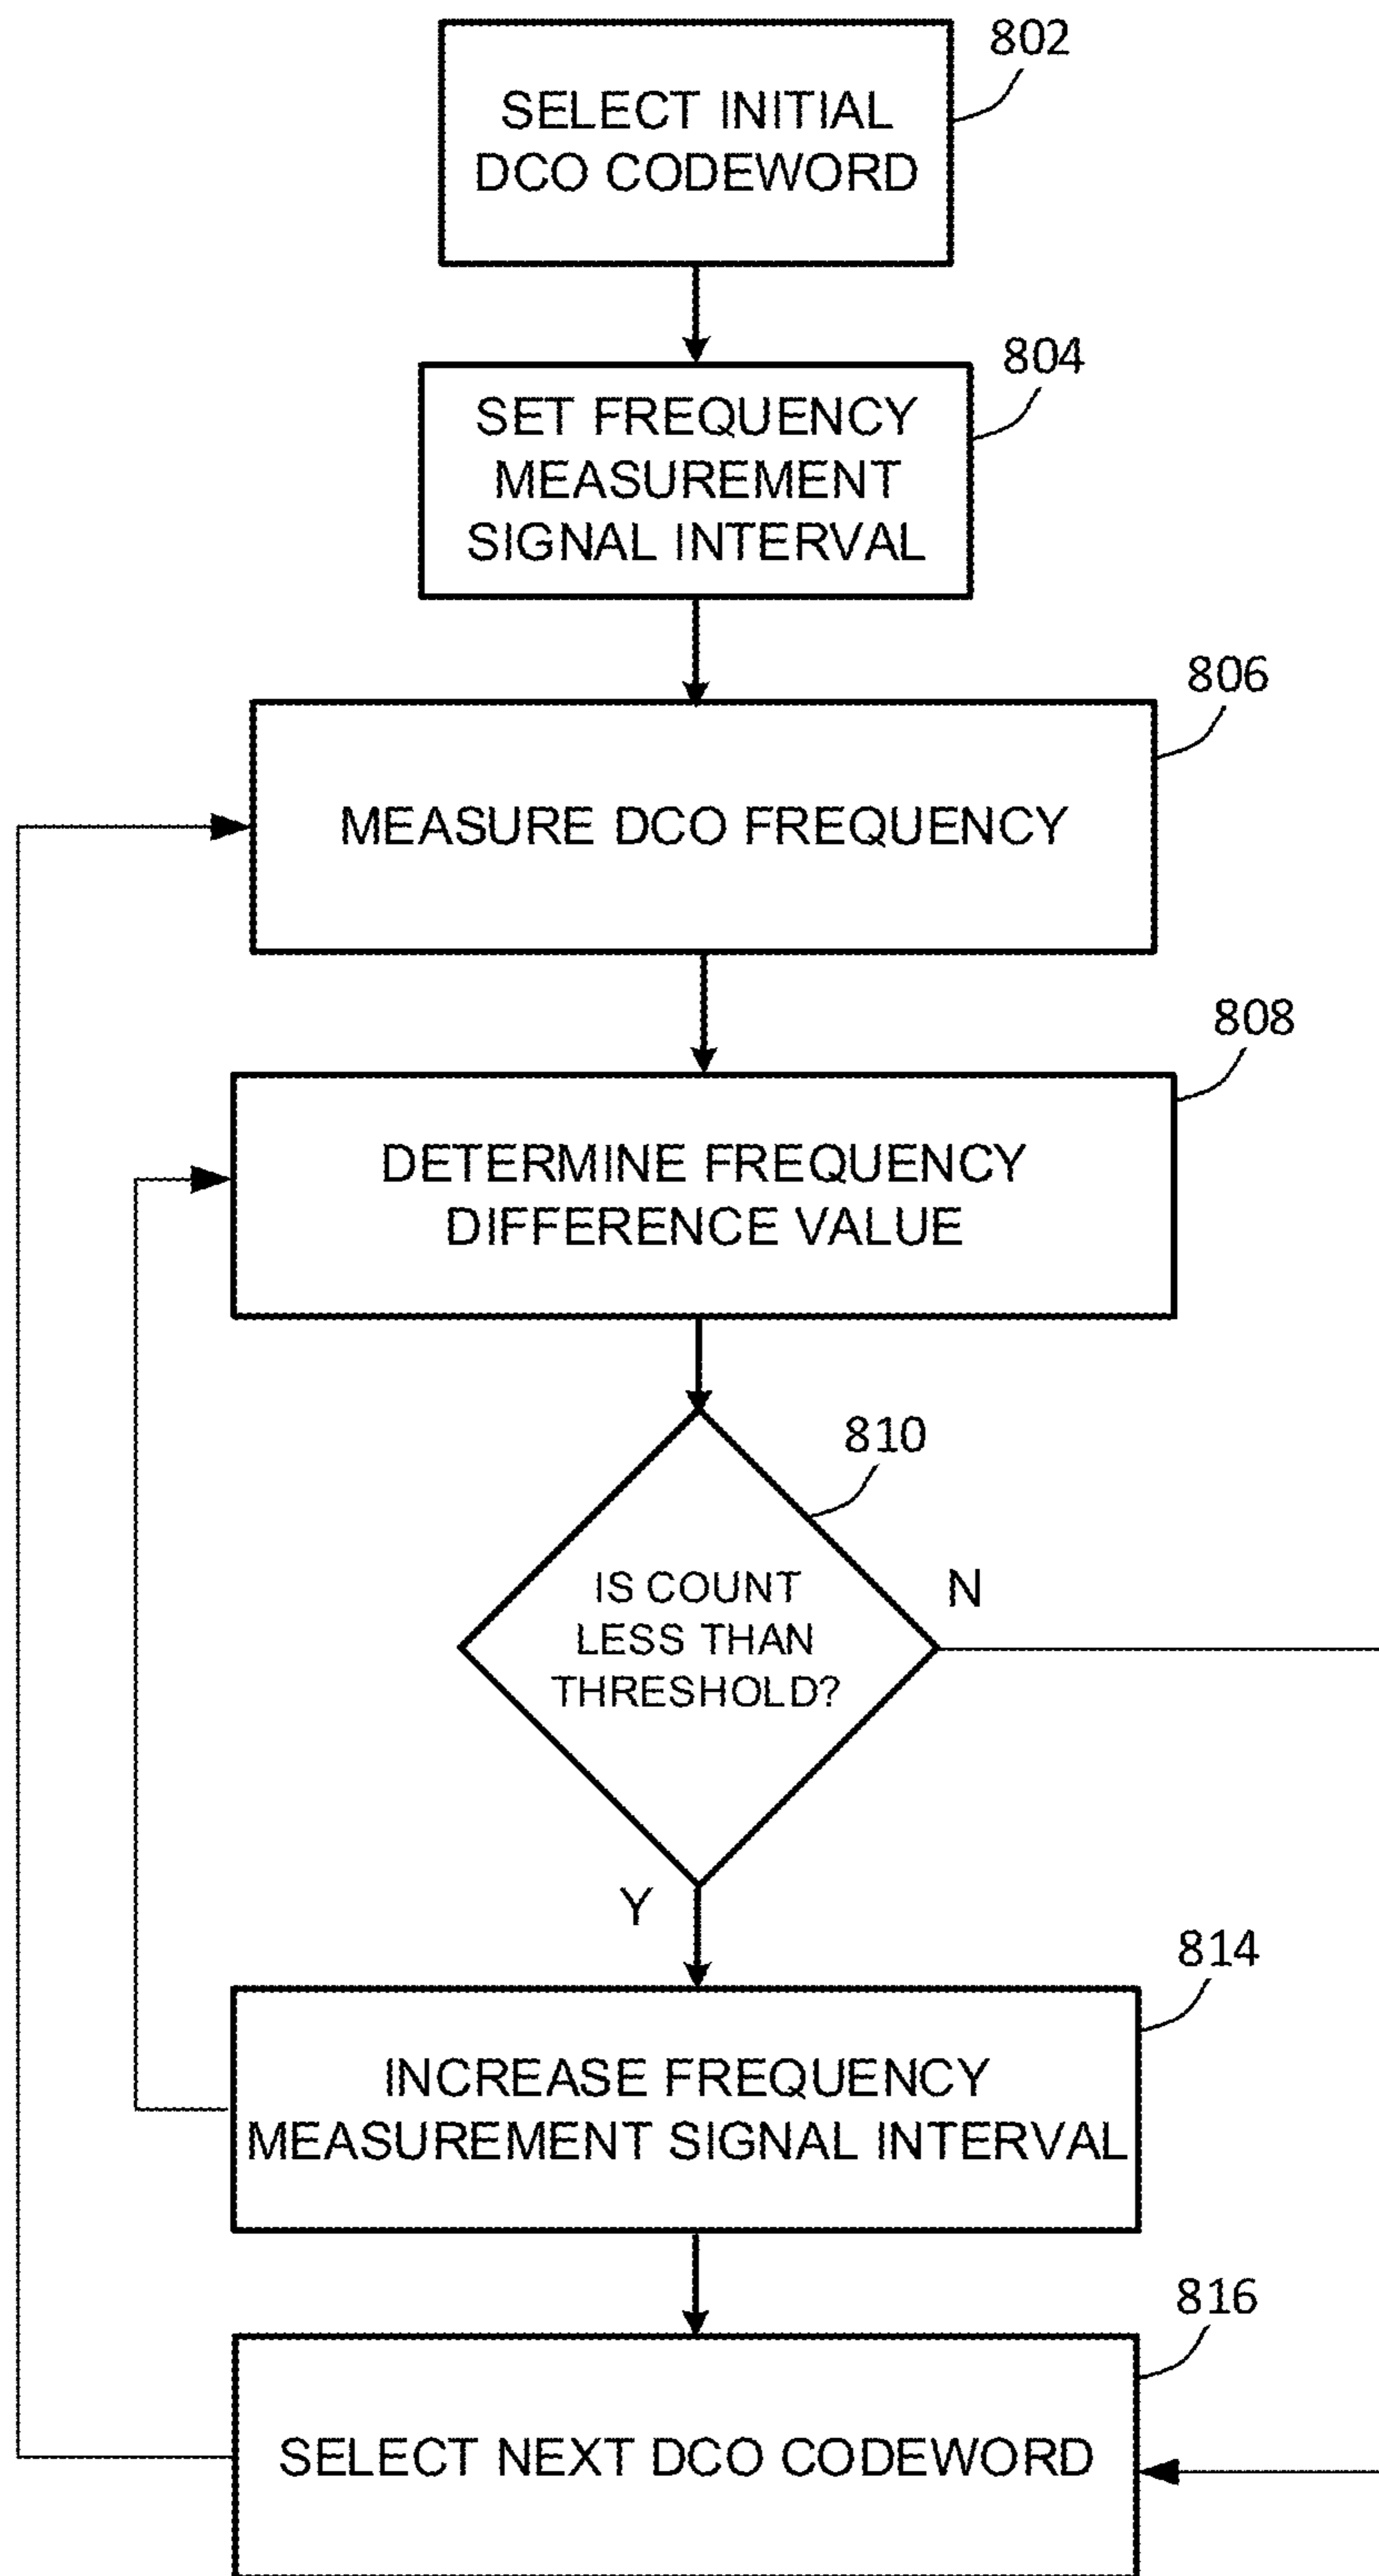 802
SELECT INITIAL
DCO CODEWORD
804
SET FREQUENCY
MEASUREMENT
SIGNAL INTERVAL
806
MEASURE DCO FREQUENCY
808
DETERMINE FREQUENCY
DIFFERENCE VALUE
810
IS COUNT
LESS THAN
THRESHOLD?
N
Y
814
INCREASE FREQUENCY
MEASUREMENT SIGNAL INTERVAL
816
SELECT NEXT DCO CODEWORD